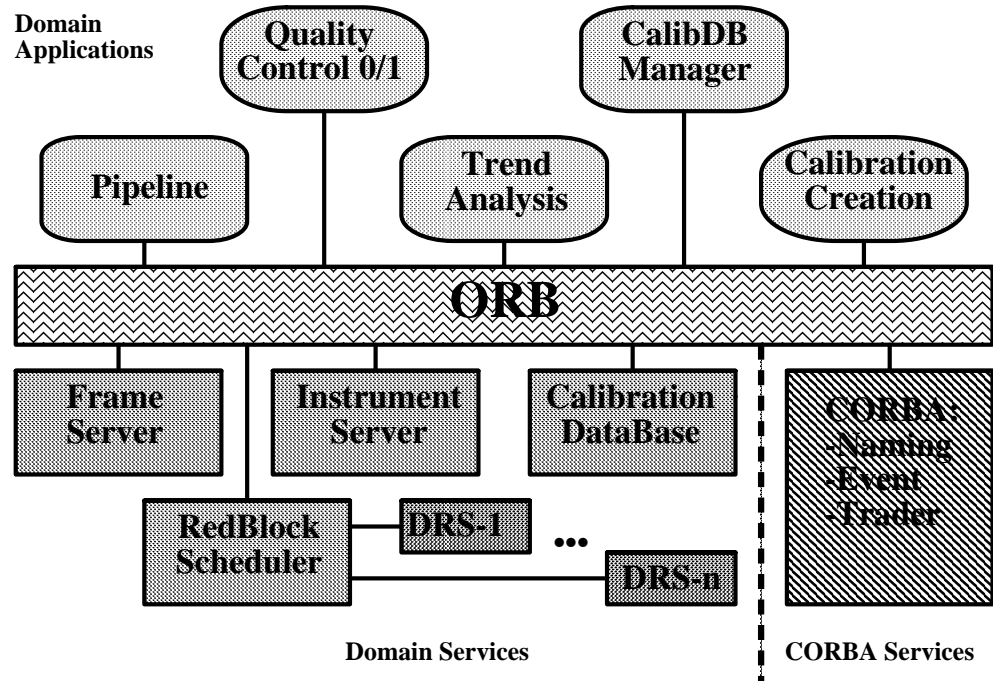 Domain
Applications
Quality
Control 0/1
CalibDB
Manager
Pipeline
Trend
Analysis
Calibration
Creation
ORB
Frame
Server
Instrument
Server
Calibration
DataBase
CORBA:
-Naming
-Event
-Trader
RedBlock
Scheduler
DRS-1
...
DRS-n
Domain Services
CORBA Services